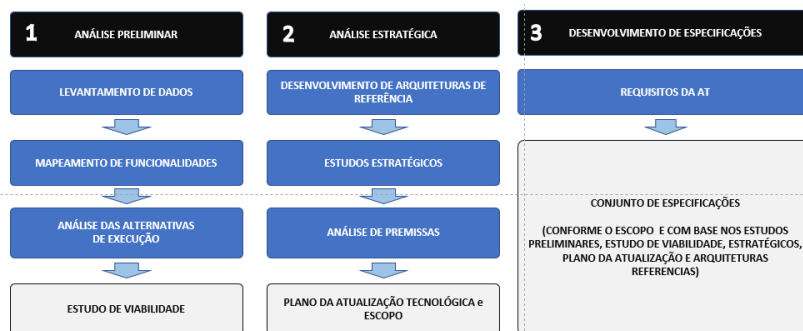 1 ANÁLISE PRELIMINAR
LEVANTAMENTO DE DADOS
MAPEAMENTO DE FUNCIONALIDADES
ANÁLISE DAS ALTERNATIVAS
DE EXECUÇÃO
ESTUDO DE VIABILIDADE
2 ANÁLISE ESTRATÉGICA
DESENVOLVIMENTO DE ARQUITETURAS DE
REFERÊNCIA
ESTUDOS ESTRATÉGICOS
ANÁLISE DE PREMISSAS
PLANO DA ATUALIZAÇÃO TECNOLÓGICA e
ESCOPO
3 DESENVOLVIMENTO DE ESPECIFICAÇÕES
REQUISITOS DA AT
CONJUNTO DE ESPECIFICAÇÕES
(CONFORME O ESCOPO E COM BASE NOS ESTUDOS
PRELIMINARES, ESTUDO DE VIABILIDADE, ESTRATÉGICOS,
PLANO DA ATUALIZAÇÃO E ARQUITETURAS
REFERENCIAS)